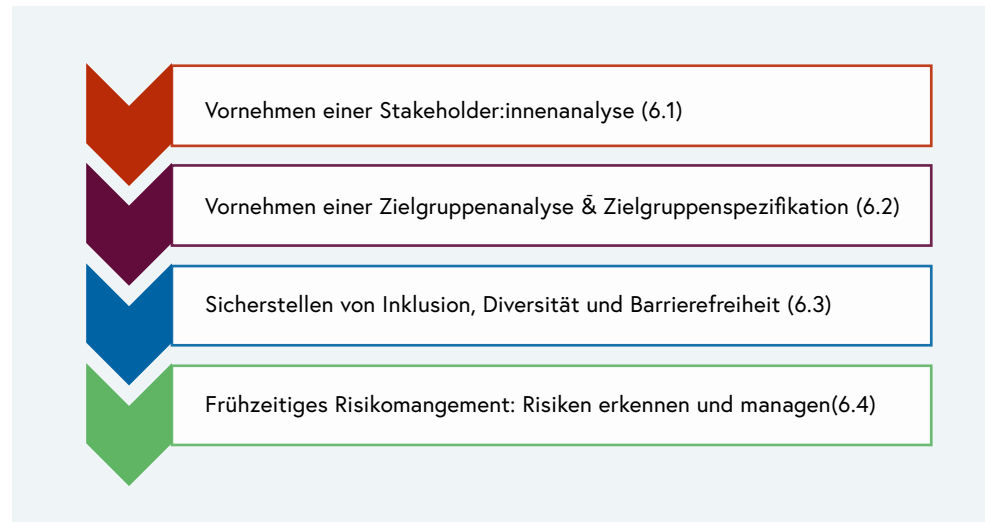 Vornehmen einer Stakeholder:innenanalyse (6.1)
Vornehmen einer Zielgruppenanalyse & Zielgruppenspezifikation (6.2)
Sicherstellen von Inklusion, Diversität und Barrierefreiheit (6.3)
Frühzeitiges Risikomangement: Risiken erkennen und managen(6.4)